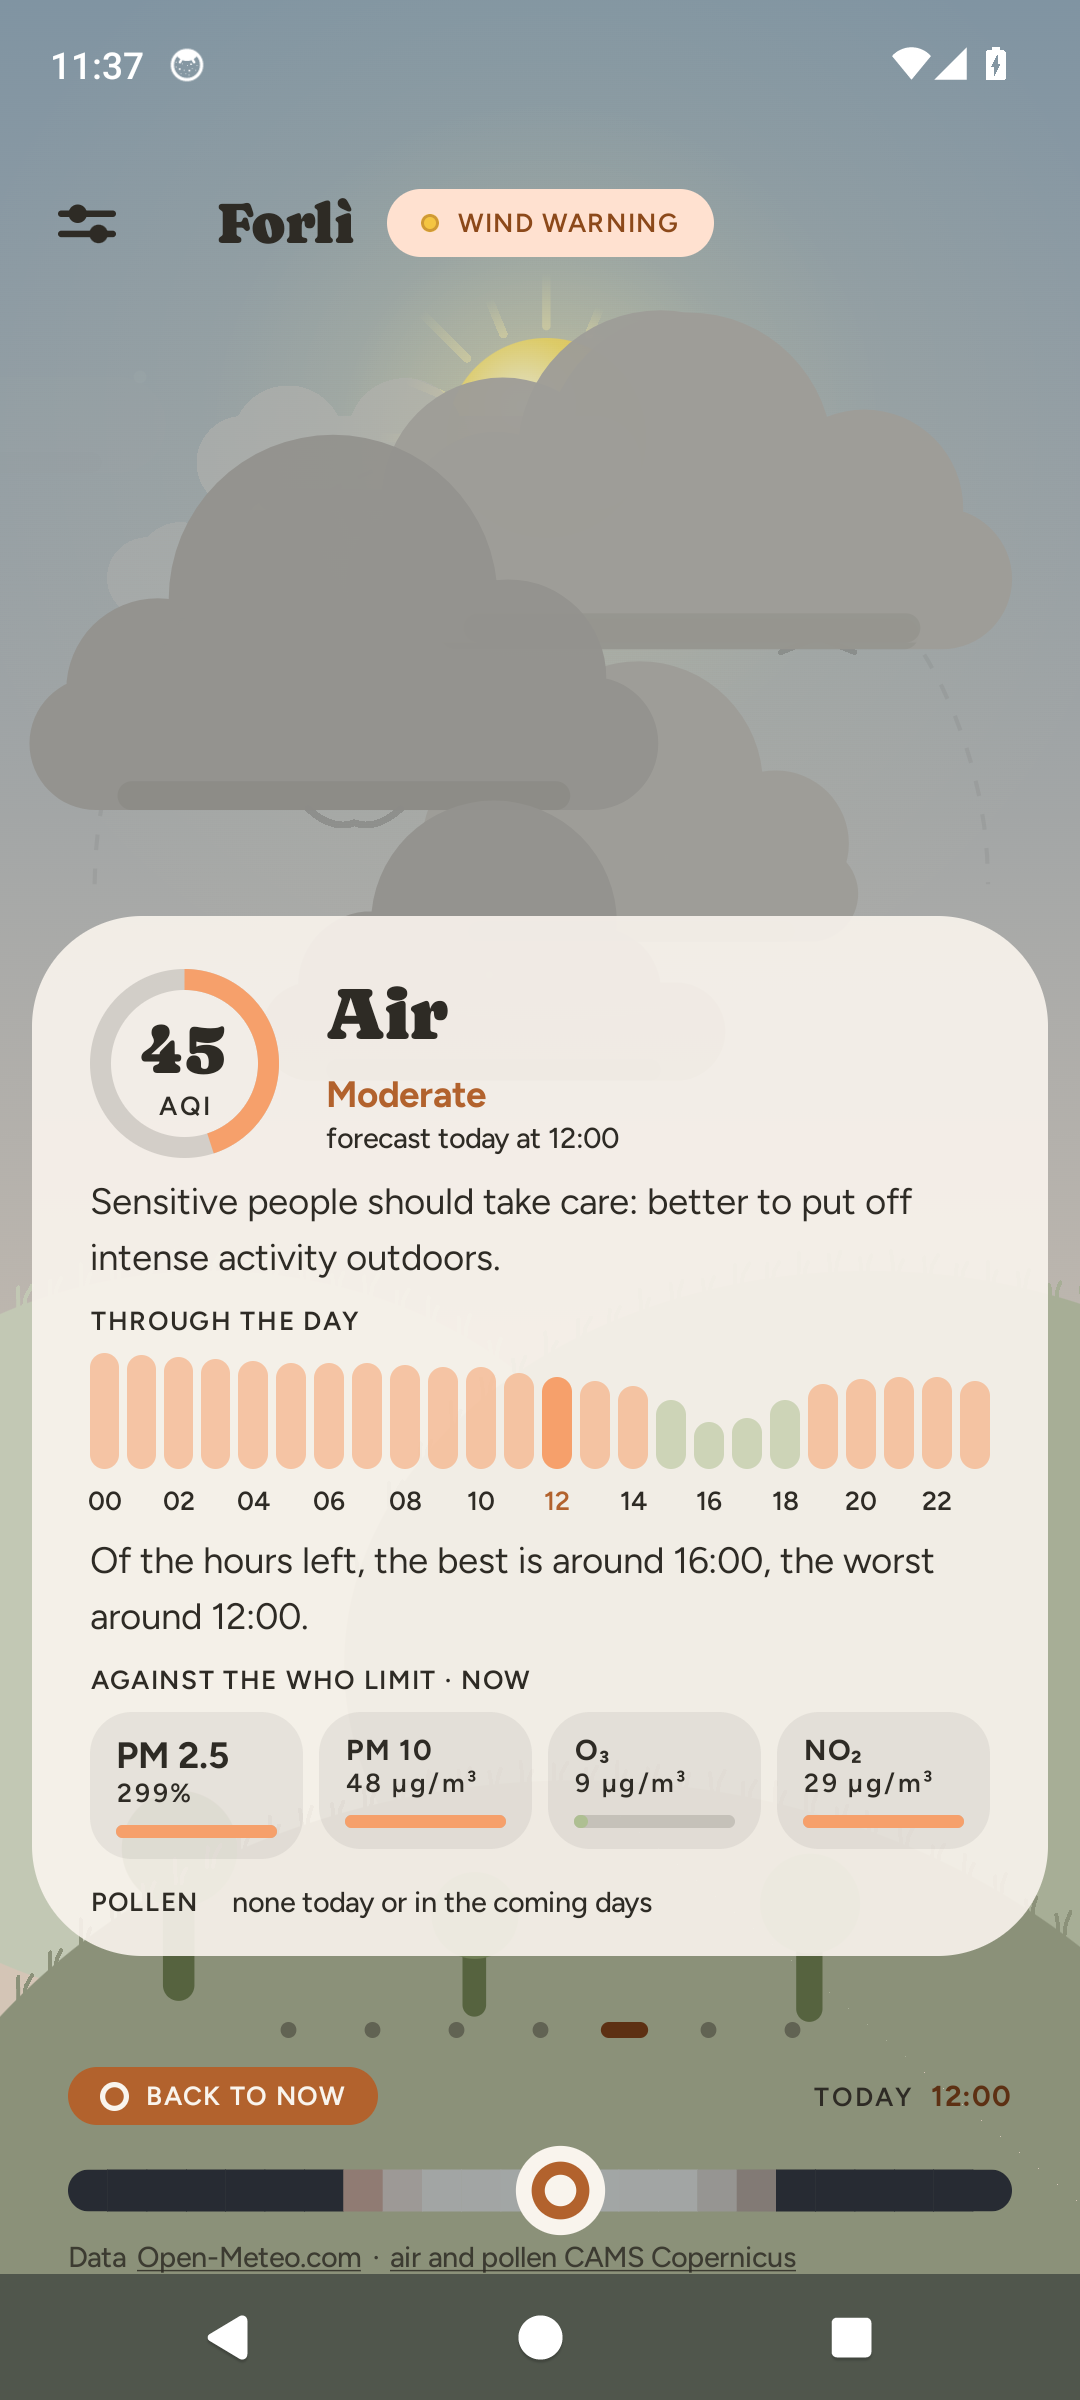 11:37
Forlì
WIND WARNING
45
AQI
Air
Moderate
forecast today at 12:00
Sensitive people should take care: better to put off
intense activity outdoors.
THROUGH THE DAY
00 02 04 06 08 10 12 14 16 18 20 22
Of the hours left, the best is around 16:00, the worst
around 12:00.
AGAINST THE WHO LIMIT · NOW
PM 2.5
299%
PM 10
48 µg/m³
O₃
9 µg/m³
NO₂
29 µg/m³
POLLEN none today or in the coming days
BACK TO NOW
TODAY 12:00
Data Open-Meteo.com · air and pollen CAMS Copernicus